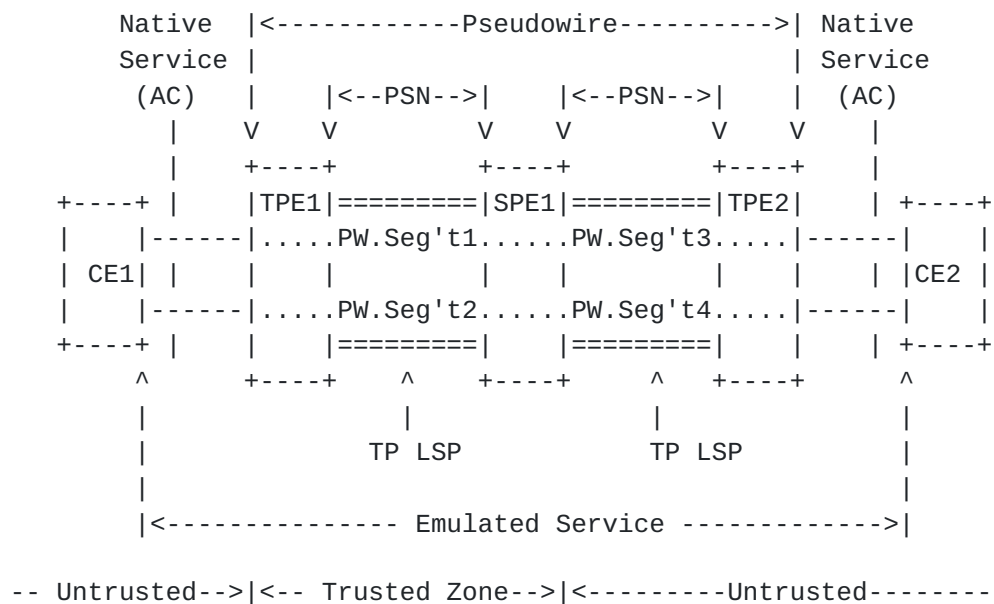 Native |<------------Pseudowire---------->| Native
Service | | Service
(AC) | |<--PSN-->| |<--PSN-->| | (AC)
| V V V V V V |
| +----+ +----+ +----+ |
+----+ | |TPE1|=========|SPE1|=========|TPE2| | +----+
| |------|.....PW.Seg't1......PW.Seg't3.....|------| |
| CE1| | | | | | | | | |CE2 |
| |------|.....PW.Seg't2......PW.Seg't4.....|------| |
+----+ | | |=========| |=========| | | +----+
^ +----+ ^ +----+ ^ +----+ ^
| | | |
| TP LSP TP LSP |
| |
|<--------------- Emulated Service ------------->|
-- Untrusted-->|<-- Trusted Zone-->|<---------Untrusted--------